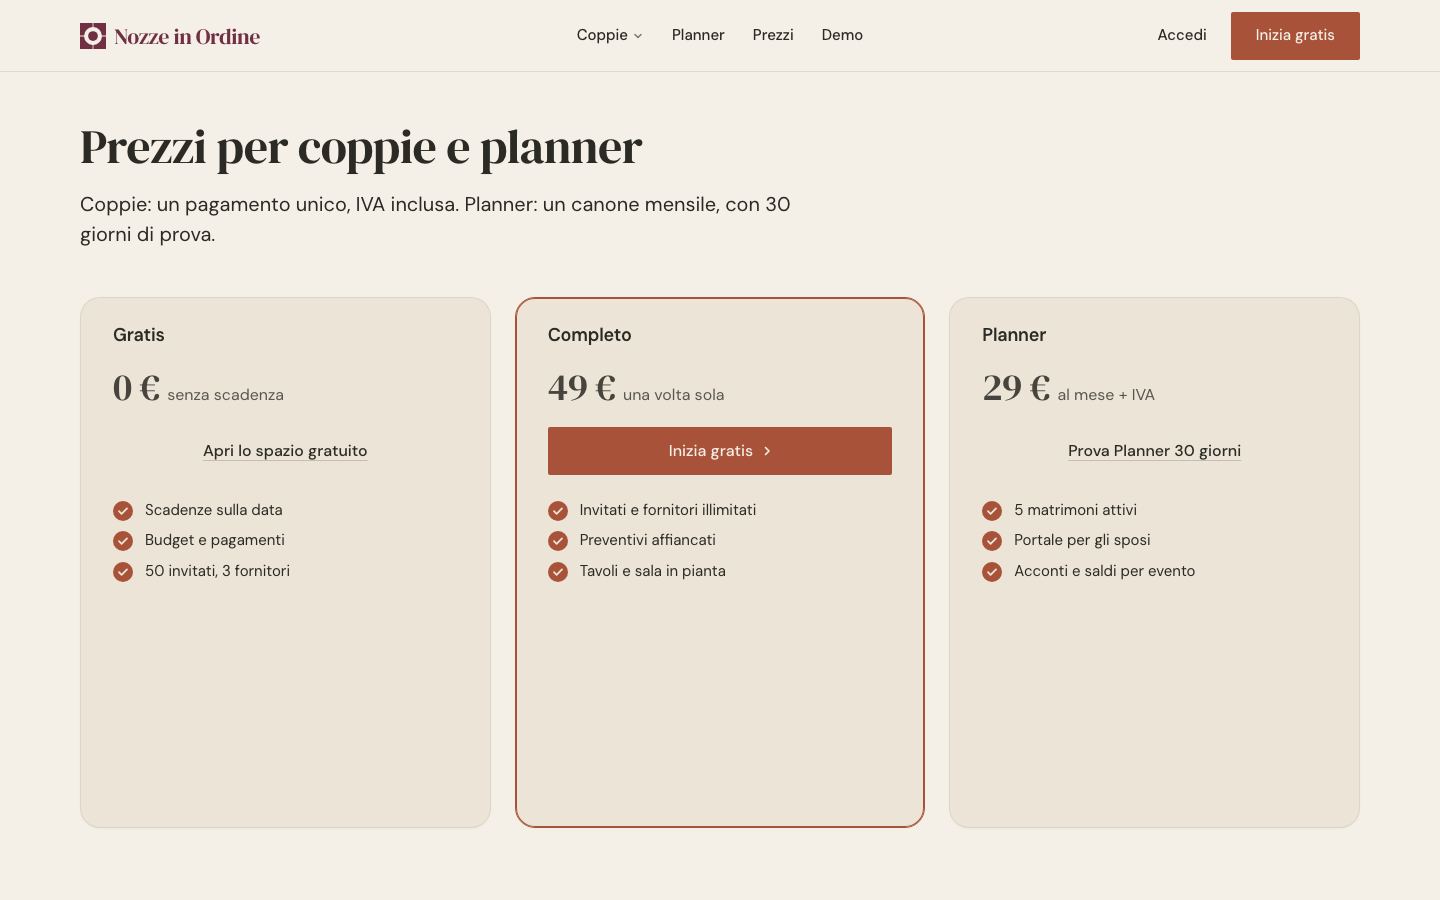 Nozze in Ordine
Coppie
Planner
Prezzi
Demo
Accedi
Inizia gratis
Prezzi per coppie e planner
Coppie: un pagamento unico, IVA inclusa. Planner: un canone mensile, con 30
giorni di prova.
Gratis
0 € senza scadenza
Apri lo spazio gratuito
Scadenze sulla data
Budget e pagamenti
50 invitati, 3 fornitori
Completo
49 € una volta sola
Inizia gratis
Invitati e fornitori illimitati
Preventivi affiancati
Tavoli e sala in pianta
Planner
29 € al mese + IVA
Prova Planner 30 giorni
5 matrimoni attivi
Portale per gli sposi
Acconti e saldi per evento